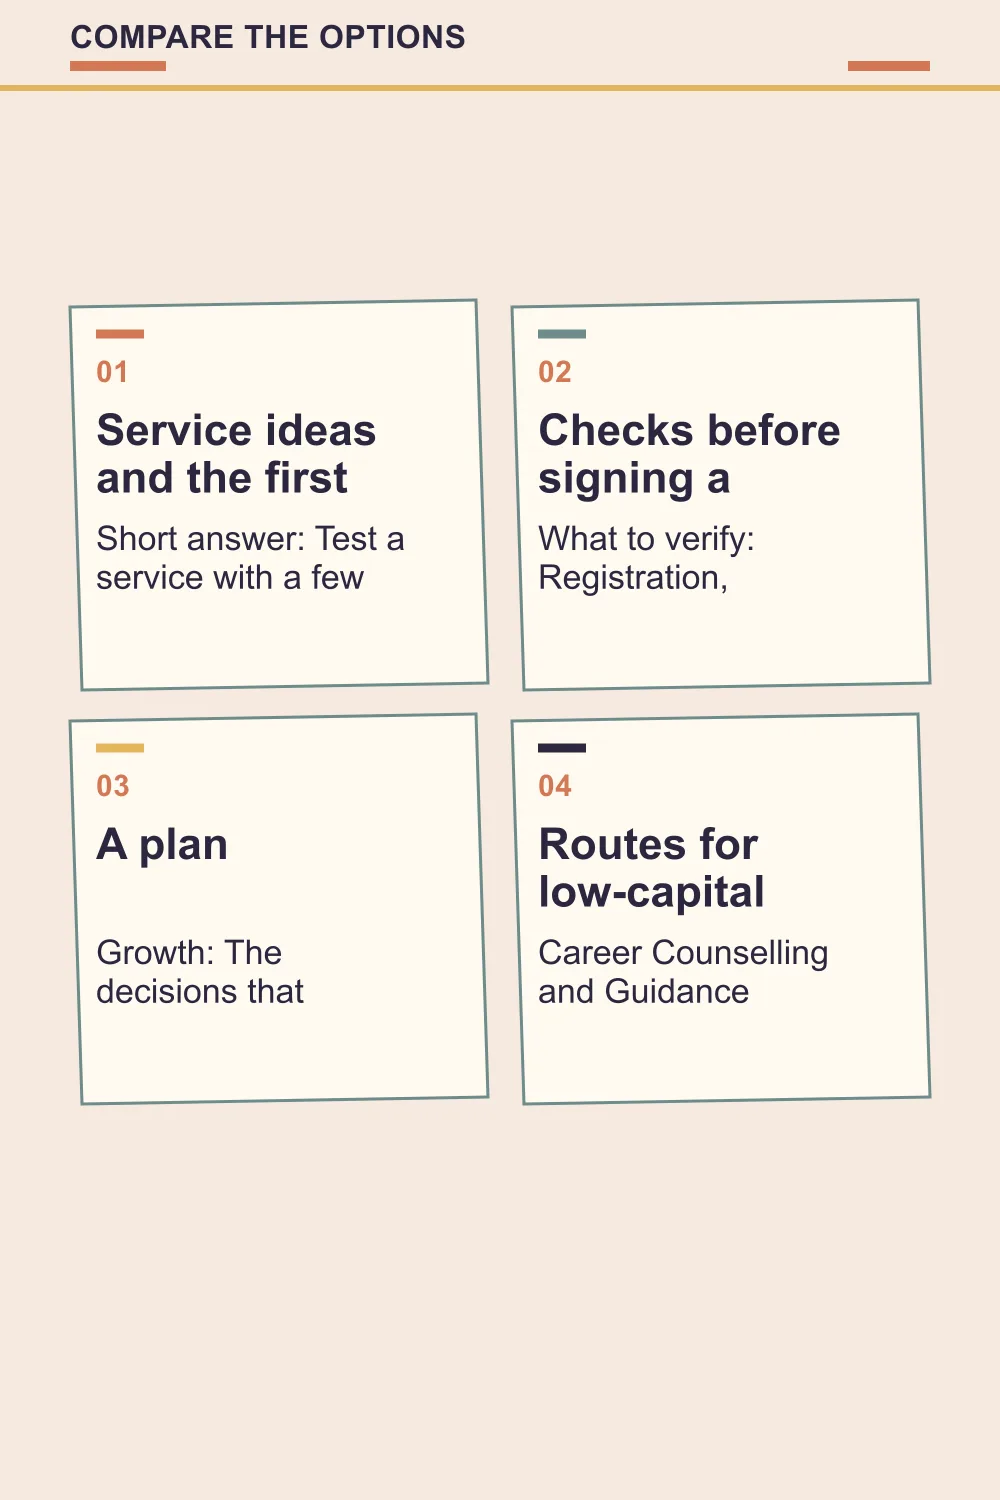 COMPARE THE OPTIONS
01
Service ideas
and the first
Short answer: Test a
service with a few
02
Checks before
signing a
What to verify:
Registration,
03
A plan
Growth: The
decisions that
04
Routes for
low-capital
Career Counselling
and Guidance